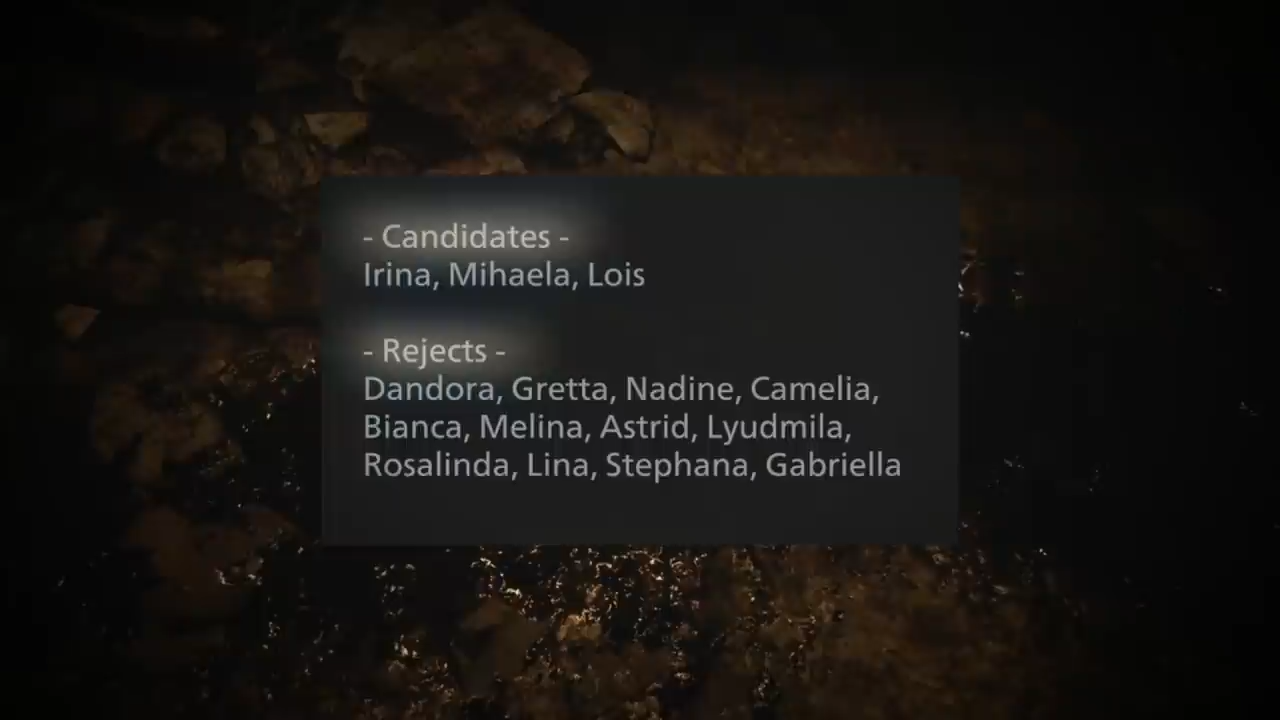 - Candidates -
Irina, Mihaela, Lois
- Rejects -
Dandora, Gretta, Nadine, Camelia,
Bianca, Melina, Astrid, Lyudmila,
Rosalinda, Lina, Stephana, Gabriella